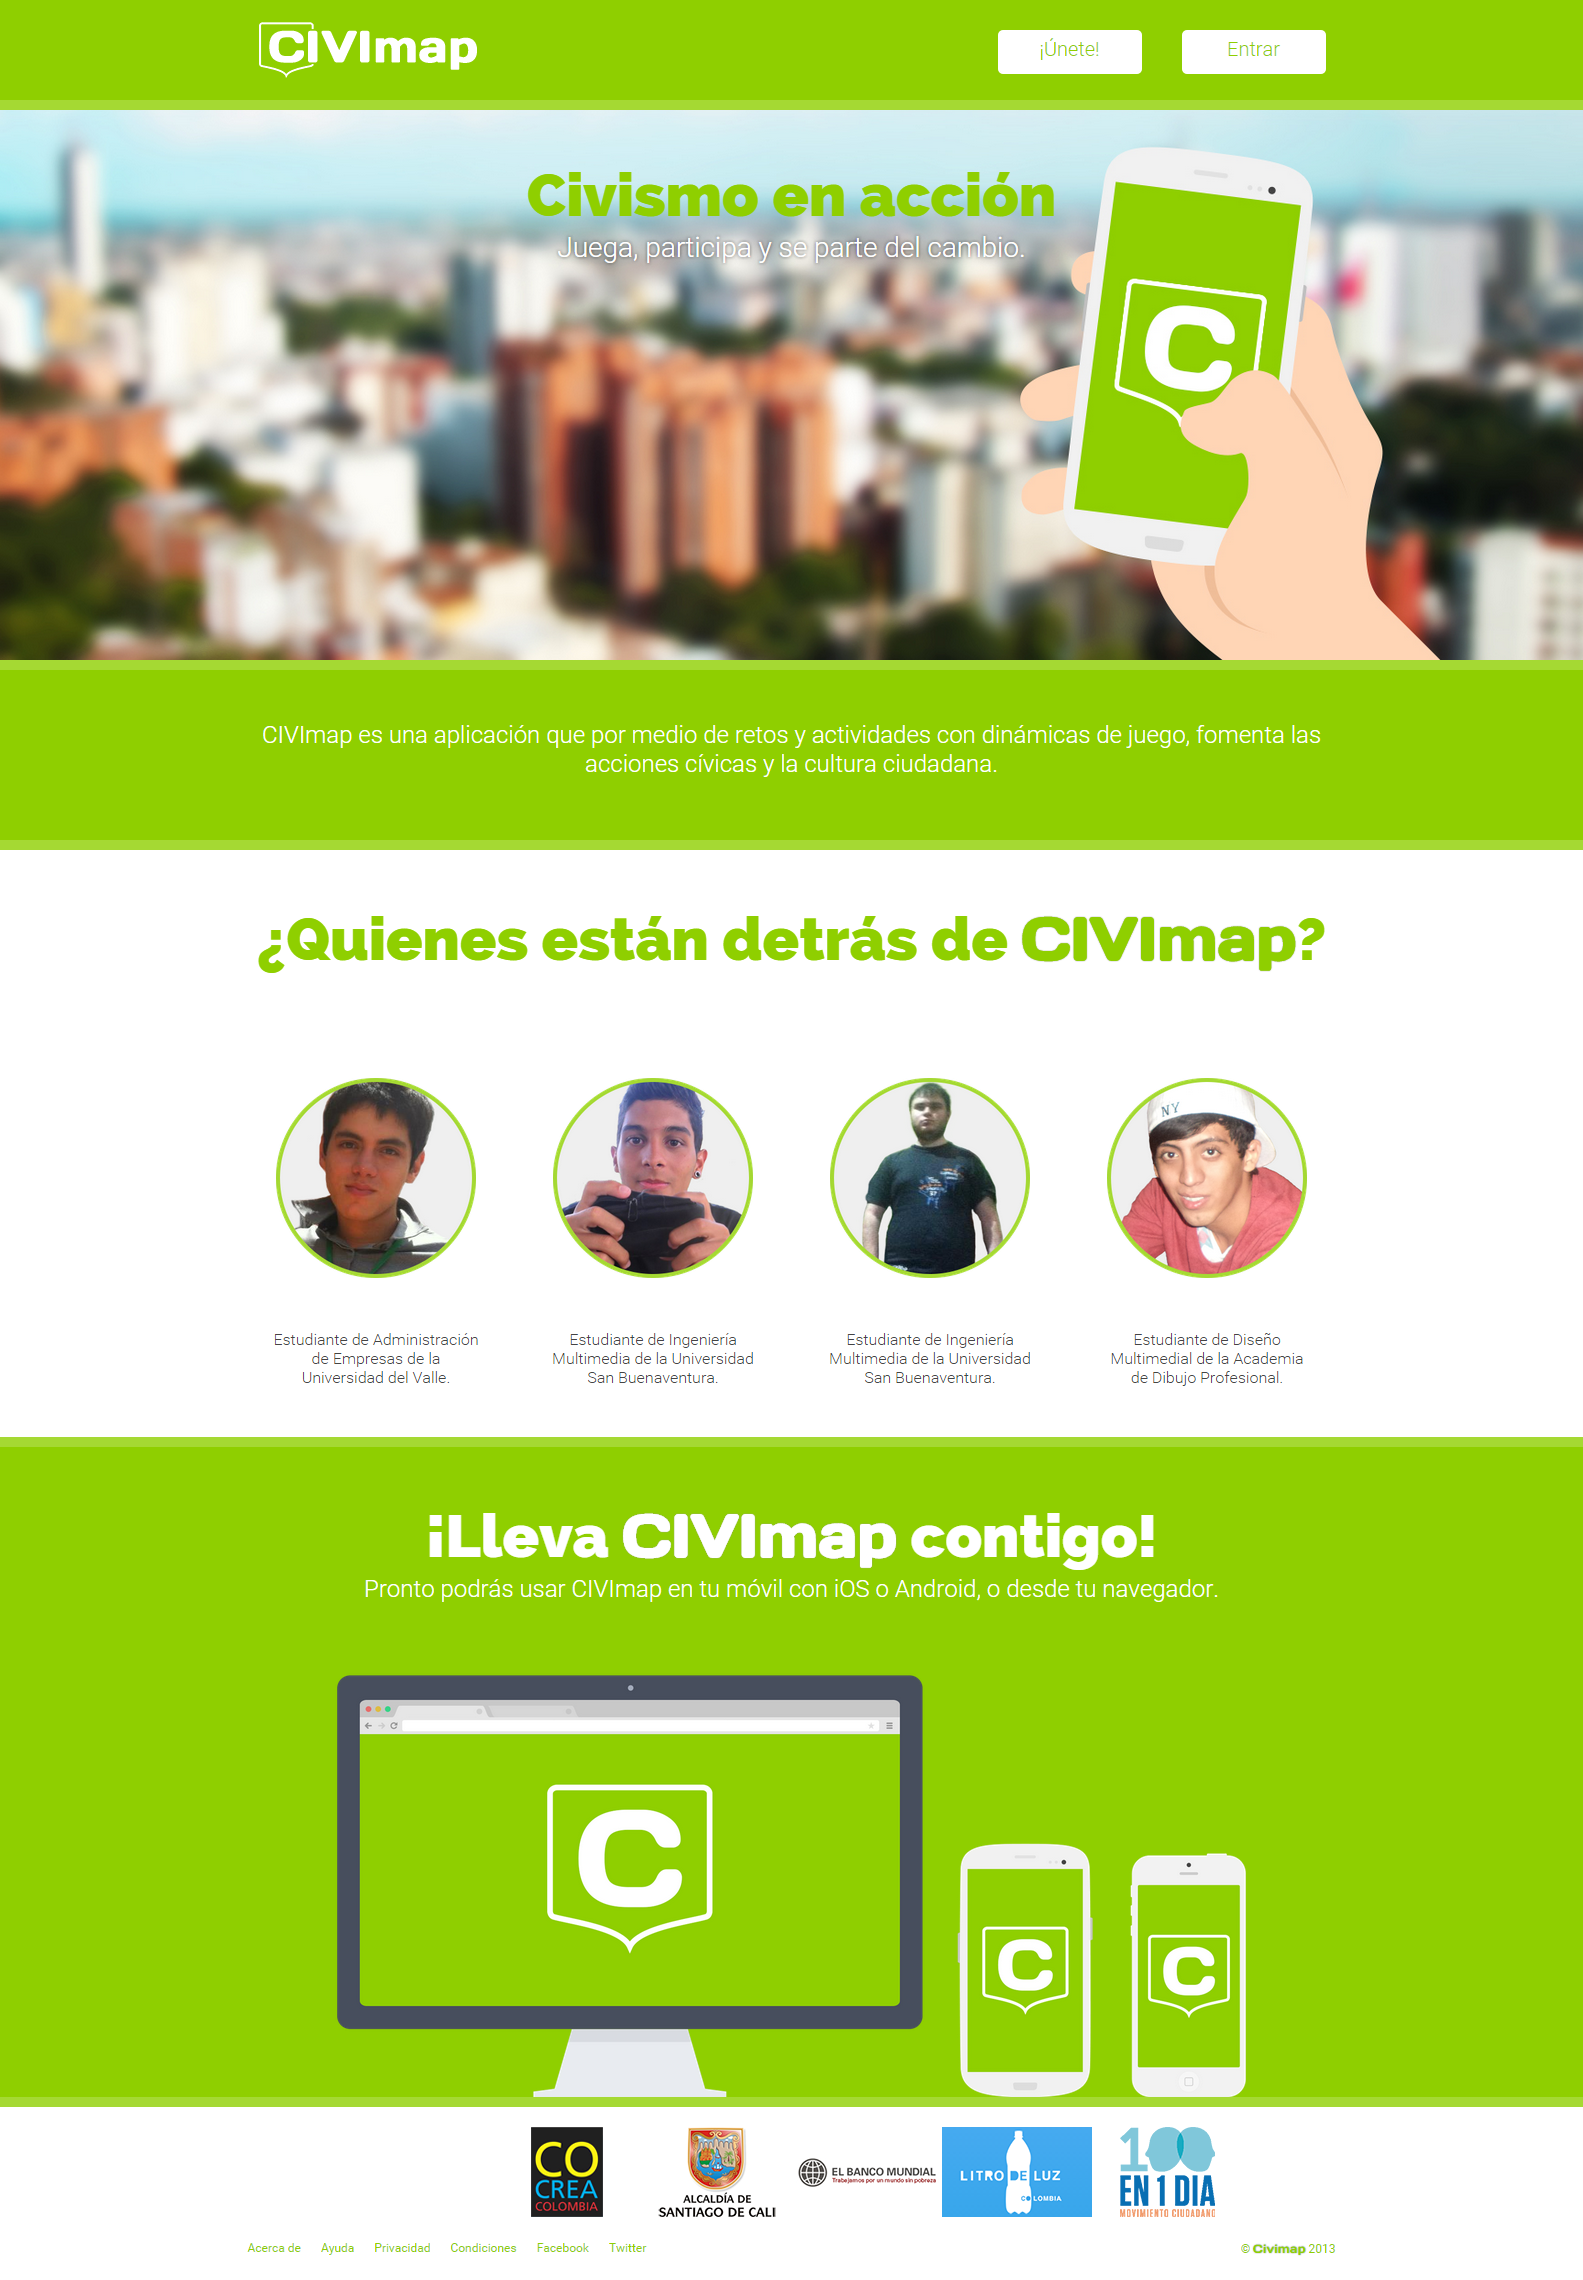 CIVImap
¡Únete!
Entrar
Civismo en acción
Juega, participa y se parte del cambio.
C
CIVImap es una aplicación que por medio de retos y actividades con dinámicas de juego, fomenta las
acciones cívicas y la cultura ciudadana.
¿Quienes están detrás de CIVImap?
NY
Estudiante de Administración
de Empresas de la
Universidad del Valle.
Estudiante de Ingeniería
Multimedia de la Universidad
San Buenaventura.
Estudiante de Ingeniería
Multimedia de la Universidad
San Buenaventura.
Estudiante de Diseño
Multimedial de la Academia
de Dibujo Profesional.
¡Lleva CIVImap contigo!
Pronto podrás usar CIVImap en tu móvil con iOS o Android, o desde tu navegador.
C
C
C
CO
CREA
COLOMBIA
ALCALDÍA DE
SANTIAGO DE CALI
EL BANCO MUNDIAL
Trabajamos por un mundo sin pobreza
LITRO DE LUZ
COLOMBIA
100
EN 1 DIA
MOVIMIENTO CIUDADANO
Acerca de
Ayuda
Privacidad
Condiciones
Facebook
Twitter
© Civimap 2013